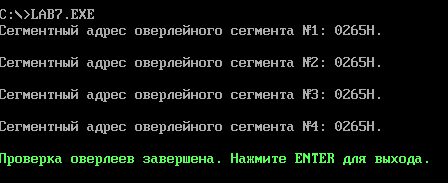 C:\>LAB7.EXE
Сегментный адрес оверлейного сегмента №1: 0265H.
Сегментный адрес оверлейного сегмента №2: 0265H.
Сегментный адрес оверлейного сегмента №3: 0265H.
Сегментный адрес оверлейного сегмента №4: 0265H.
Проверка оверлеев завершена. Нажмите ENTER для выхода.